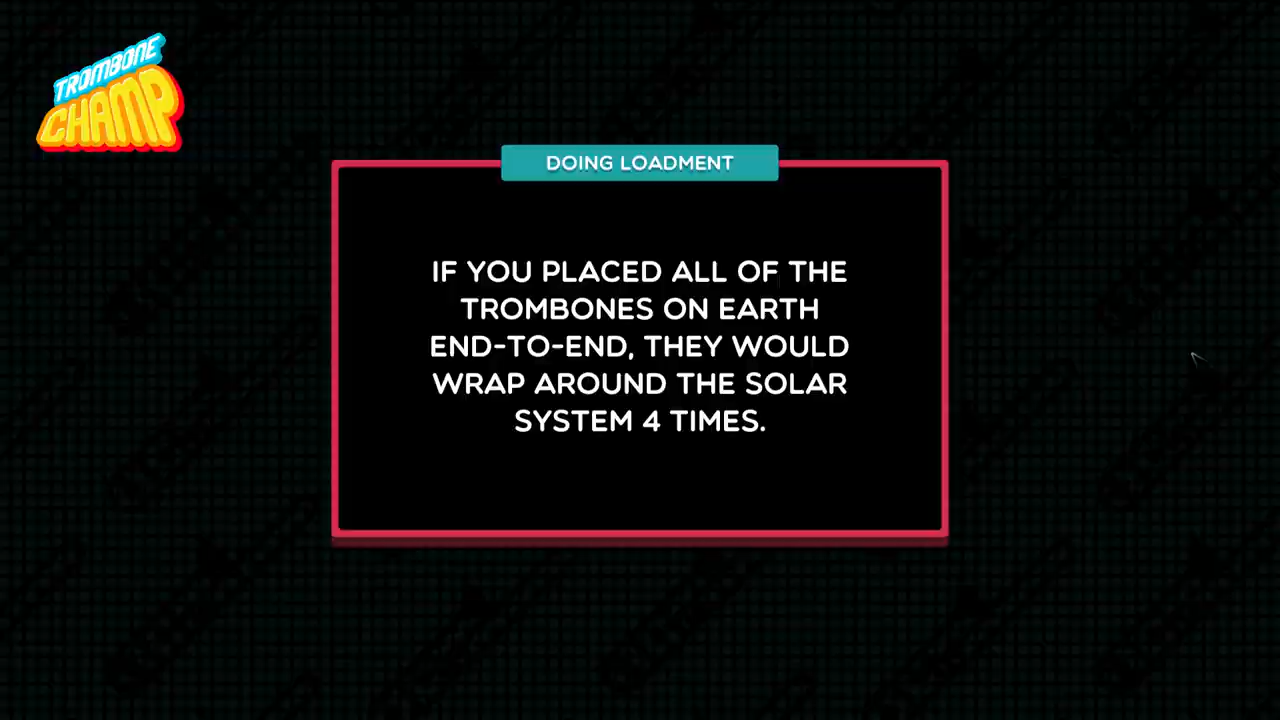 TROMBONE
CHAMP
DOING LOADMENT
IF YOU PLACED ALL OF THE
TROMBONES ON EARTH
END-TO-END, THEY WOULD
WRAP AROUND THE SOLAR
SYSTEM 4 TIMES.